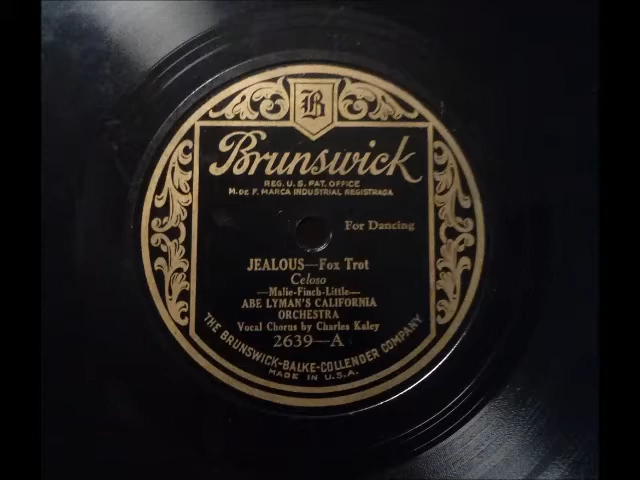 B
Brunswick
REG. U. S. PAT. OFFICE
M. DE F. MARCA INDUSTRIAL REGISTRADA
For Dancing
JEALOUS—Fox Trot
Celoso
—Malie-Finch-Little—
ABE LYMAN'S CALIFORNIA
ORCHESTRA
Vocal Chorus by Charles Kaley
2639—A
THE BRUNSWICK-BALKE-COLLENDER COMPANY
MADE IN U.S.A.